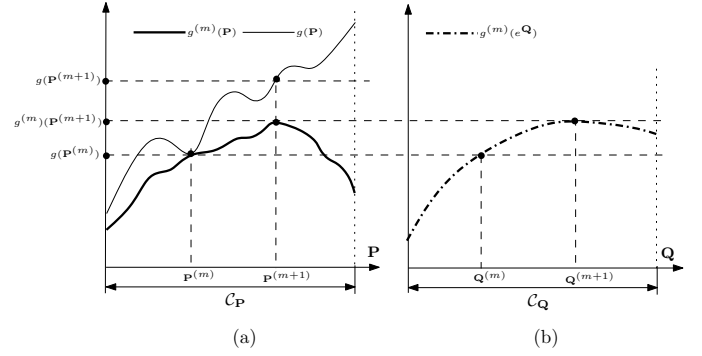 g^{(m)}(P) g(P)
g^{(m)}(e^Q)
g(P^{(m+1)})
g^{(m)}(P^{(m+1)})
g(P^{(m)})
P
Q
P^{(m)} P^{(m+1)}
Q^{(m)} Q^{(m+1)}
C_P
C_Q
(a)
(b)